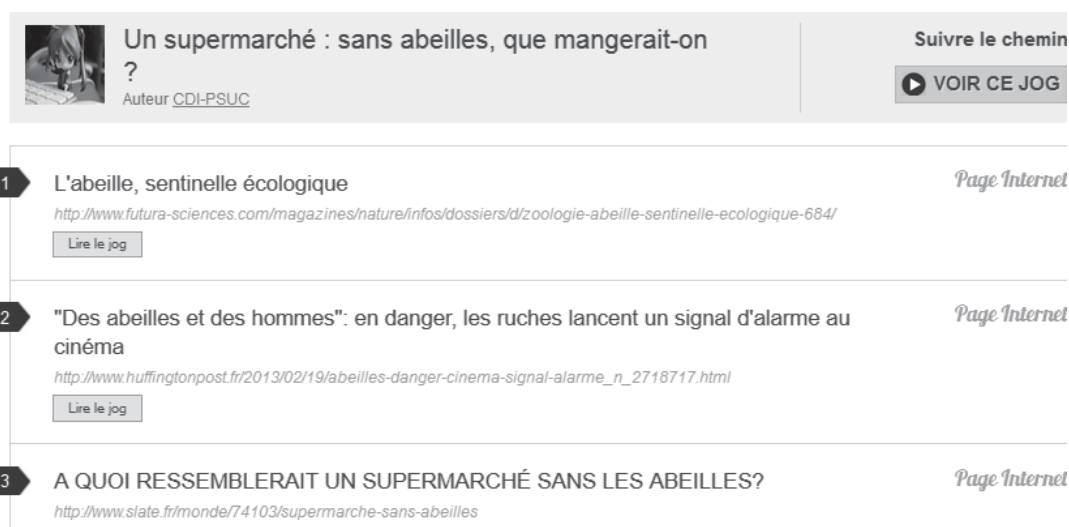 Un supermarché : sans abeilles, que mangerait-on
?
Auteur CDI-PSUC
Suivre le chemin
VOIR CE JOG
1
L'abeille, sentinelle écologique
Page Internet
http://www.futura-sciences.com/magazines/nature/infos/dossiers/d/zoologie-abeille-sentinelle-ecologique-684/
Lire le jog
2
"Des abeilles et des hommes": en danger, les ruches lancent un signal d'alarme au
cinéma
Page Internet
http://www.huffingtonpost.fr/2013/02/19/abeilles-danger-cinema-signal-alarme_n_2718717.html
Lire le jog
3
A QUOI RESSEMBLERAIT UN SUPERMARCHÉ SANS LES ABEILLES?
Page Internet
http://www.slate.fr/monde/74103/supermarche-sans-abeilles